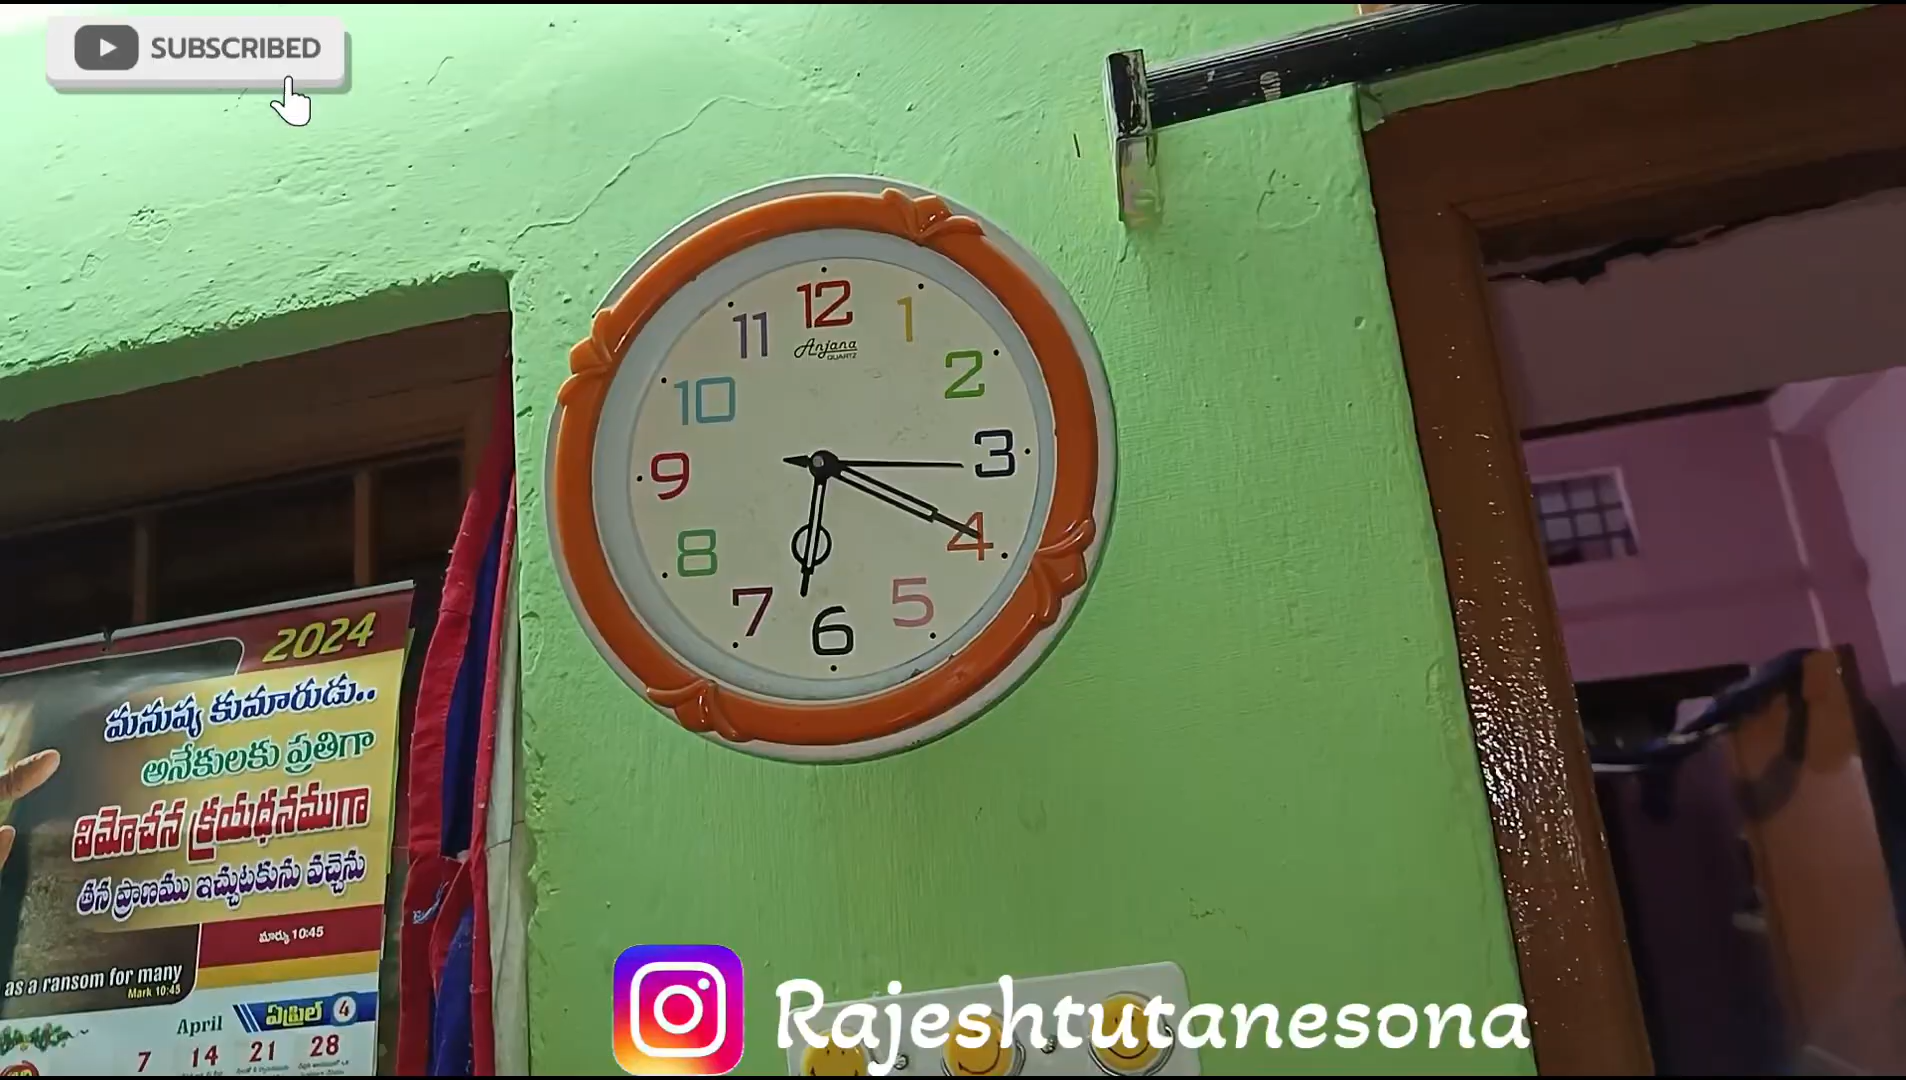 SUBSCRIBED
12
1
2
3
4
5
6
7
8
9
10
11
Anjana
QUARTZ
2024
మనుష్య కుమారుడు..
అనేకులకు ప్రతిగా
విమోచన క్రయధనముగా
తన ప్రాణము ఇచ్చుటకును వచ్చెను
మార్కు 10:45
as a ransom for many
Mark 10:45
April ఏప్రిల్ 4
7 14 21 28
Rajeshtutanesona